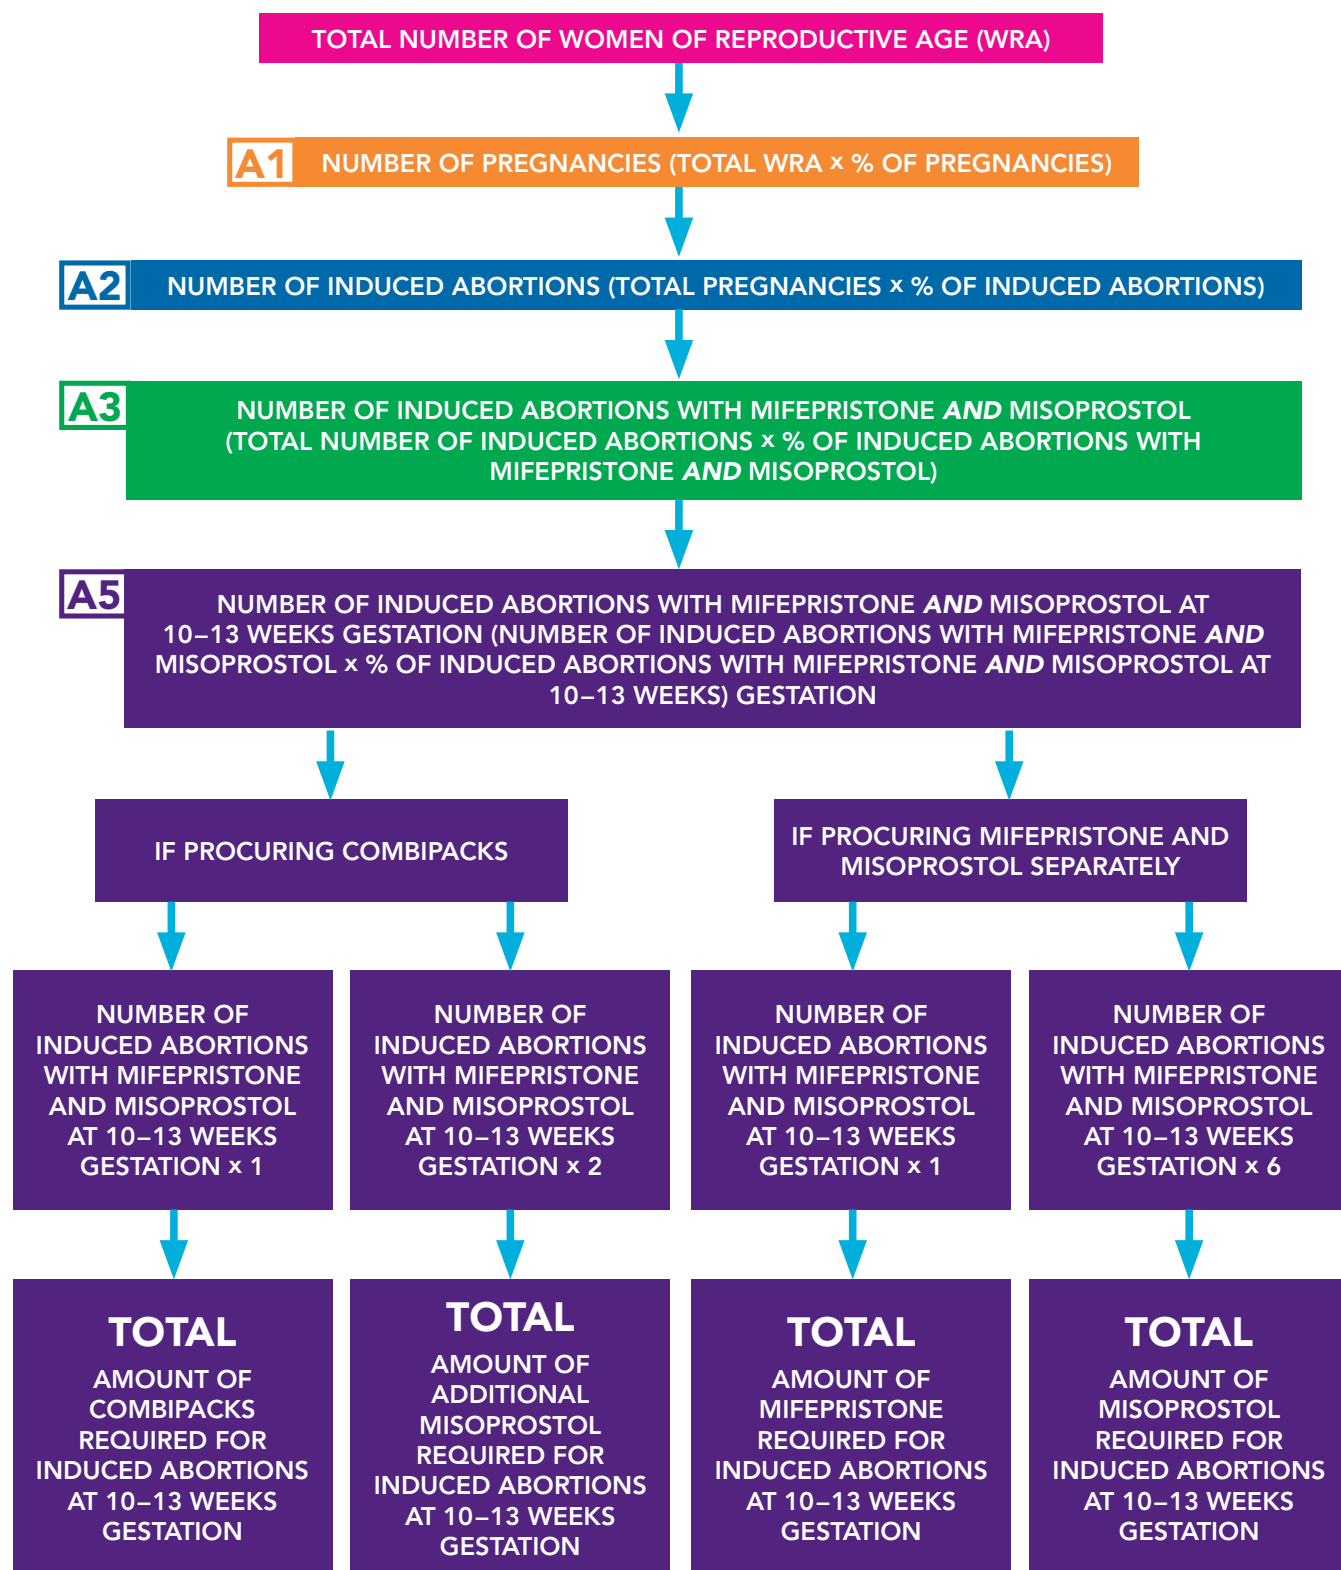 TOTAL NUMBER OF WOMEN OF REPRODUCTIVE AGE (WRA)
A1
NUMBER OF PREGNANCIES (TOTAL WRA x % OF PREGNANCIES)
A2
NUMBER OF INDUCED ABORTIONS (TOTAL PREGNANCIES x % OF INDUCED ABORTIONS)
A3
NUMBER OF INDUCED ABORTIONS WITH MIFEPRISTONE AND MISOPROSTOL
(TOTAL NUMBER OF INDUCED ABORTIONS x % OF INDUCED ABORTIONS WITH
MIFEPRISTONE AND MISOPROSTOL)
A5
NUMBER OF INDUCED ABORTIONS WITH MIFEPRISTONE AND MISOPROSTOL AT
10–13 WEEKS GESTATION (NUMBER OF INDUCED ABORTIONS WITH MIFEPRISTONE AND
MISOPROSTOL x % OF INDUCED ABORTIONS WITH MIFEPRISTONE AND MISOPROSTOL AT
10–13 WEEKS) GESTATION
IF PROCURING COMBIPACKS
IF PROCURING MIFEPRISTONE AND
MISOPROSTOL SEPARATELY
NUMBER OF
INDUCED ABORTIONS
WITH MIFEPRISTONE
AND MISOPROSTOL
AT 10–13 WEEKS
GESTATION x 1
NUMBER OF
INDUCED ABORTIONS
WITH MIFEPRISTONE
AND MISOPROSTOL
AT 10–13 WEEKS
GESTATION x 2
NUMBER OF
INDUCED ABORTIONS
WITH MIFEPRISTONE
AND MISOPROSTOL
AT 10–13 WEEKS
GESTATION x 1
NUMBER OF
INDUCED ABORTIONS
WITH MIFEPRISTONE
AND MISOPROSTOL
AT 10–13 WEEKS
GESTATION x 6
TOTAL
AMOUNT OF
COMBIPACKS
REQUIRED FOR
INDUCED ABORTIONS
AT 10–13 WEEKS
GESTATION
TOTAL
AMOUNT OF
ADDITIONAL
MISOPROSTOL
REQUIRED FOR
INDUCED ABORTIONS
AT 10–13 WEEKS
GESTATION
TOTAL
AMOUNT OF
MIFEPRISTONE
REQUIRED FOR
INDUCED ABORTIONS
AT 10–13 WEEKS
GESTATION
TOTAL
AMOUNT OF
MISOPROSTOL
REQUIRED FOR
INDUCED ABORTIONS
AT 10–13 WEEKS
GESTATION